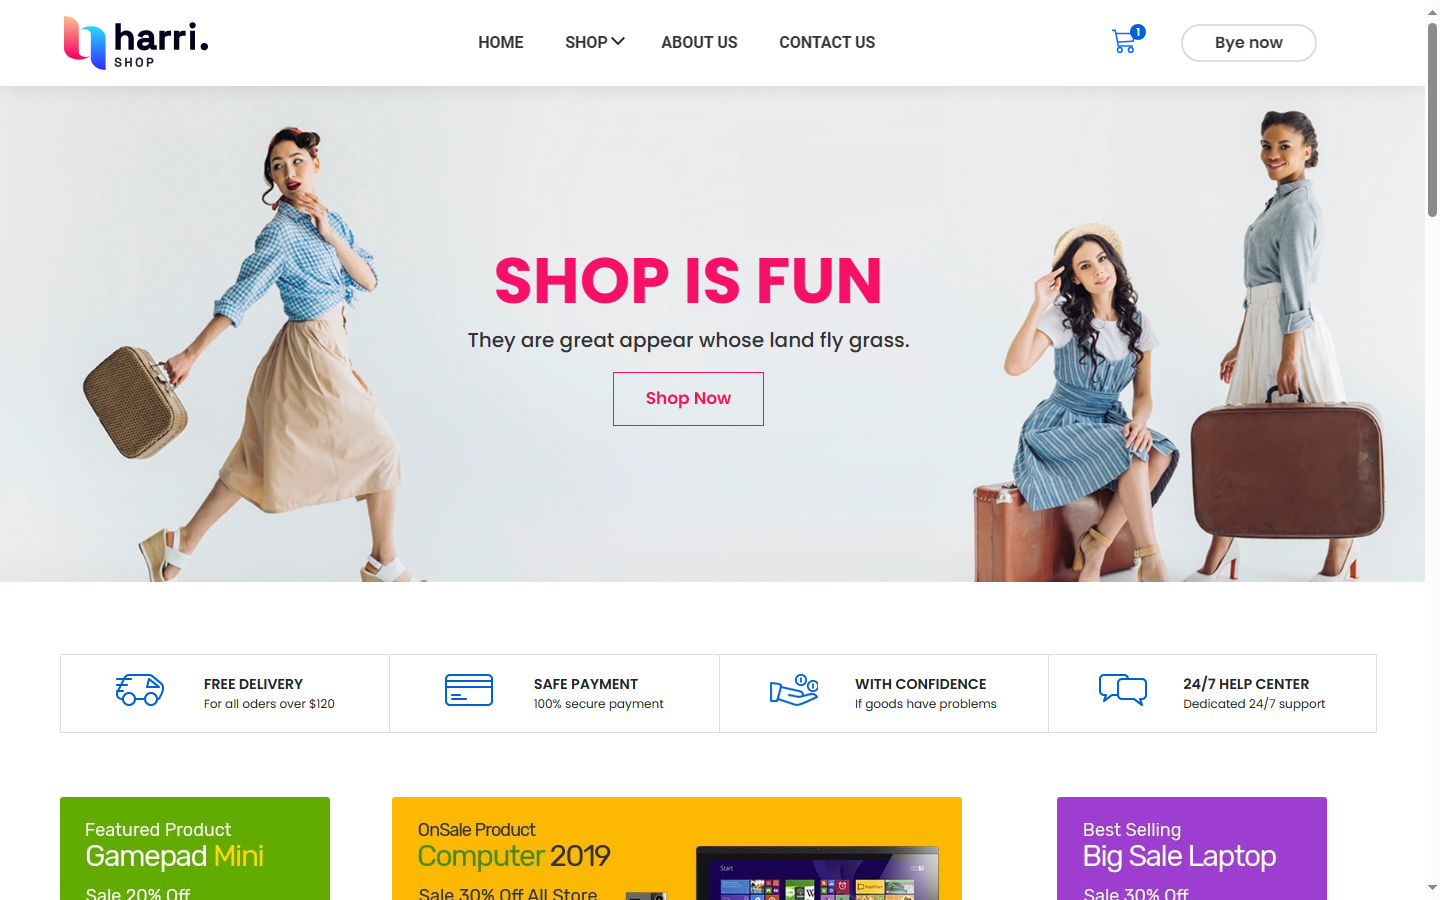 harri.
SHOP
HOME
SHOP
ABOUT US
CONTACT US
1
Bye now
SHOP IS FUN
They are great appear whose land fly grass.
Shop Now
FREE DELIVERY
For all oders over $120
SAFE PAYMENT
100% secure payment
WITH CONFIDENCE
If goods have problems
24/7 HELP CENTER
Dedicated 24/7 support
Featured Product
Gamepad Mini
Sale 20% Off
OnSale Product
Computer 2019
Sale 30% Off All Store
Start
Best Selling
Big Sale Laptop
Sale 30% Off